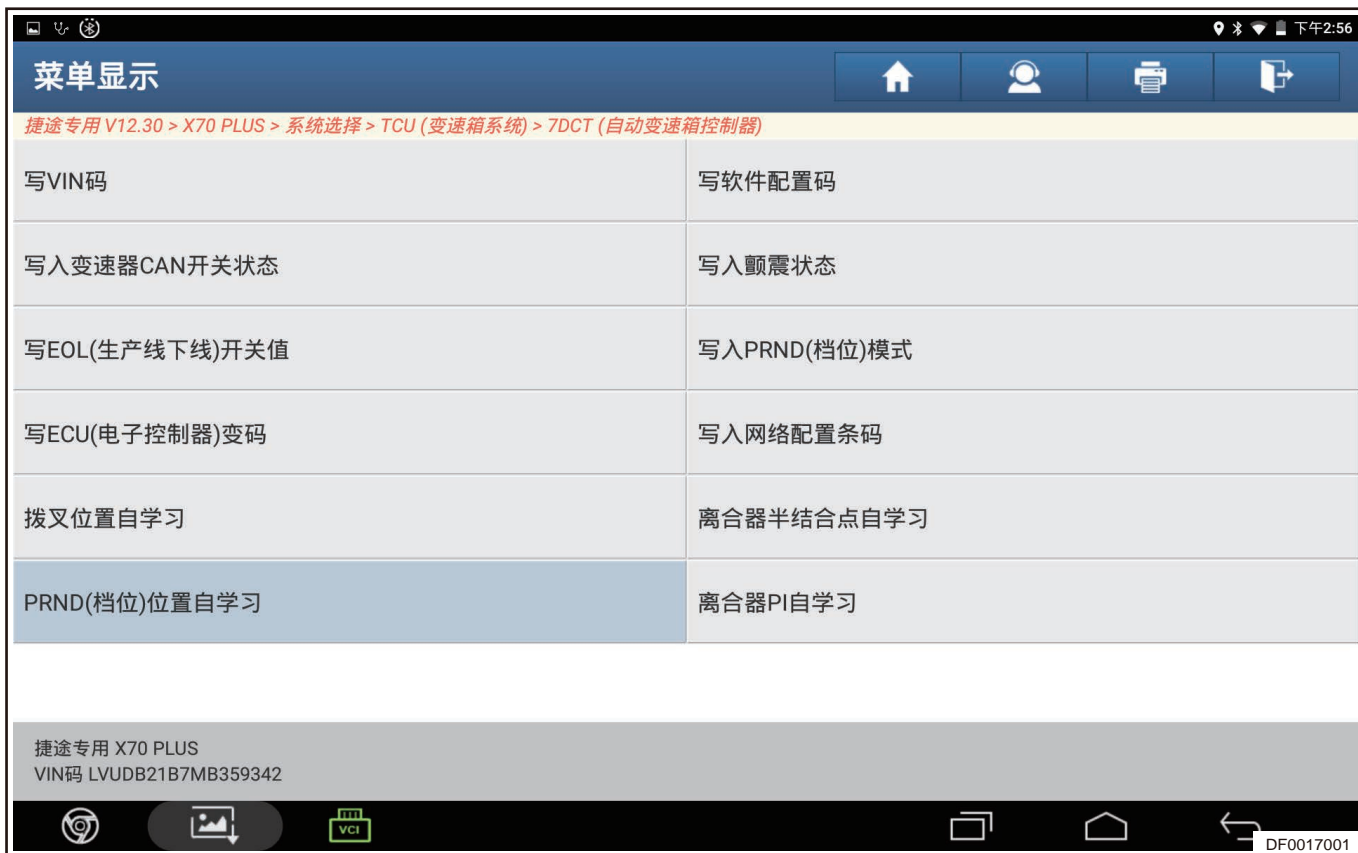 下午2:56
菜单显示
捷途专用 V12.30 > X70 PLUS > 系统选择 > TCU (变速箱系统) > 7DCT (自动变速箱控制器)
写VIN码
写软件配置码
写入变速器CAN开关状态
写入颤震状态
写EOL(生产线下线)开关值
写入PRND(档位)模式
写ECU(电子控制器)变码
写入网络配置条码
拨叉位置自学习
离合器半结合点自学习
PRND(档位)位置自学习
离合器PI自学习
捷途专用 X70 PLUS
VIN码 LVUDB21B7MB359342
VCI
DF0017001